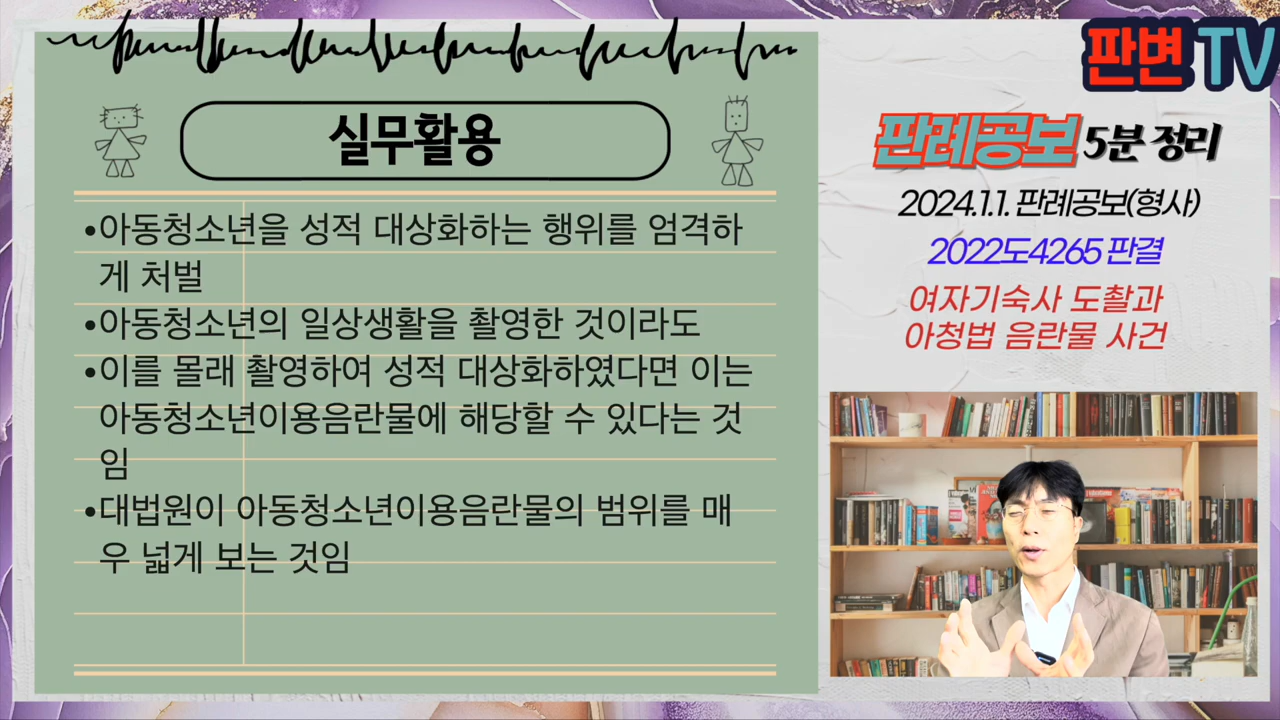 판변 TV
실무활용
•아동청소년을 성적 대상화하는 행위를 엄격하
게 처벌
•아동청소년의 일상생활을 촬영한 것이라도
•이를 몰래 촬영하여 성적 대상화하였다면 이는
아동청소년이용음란물에 해당할 수 있다는 것
임
•대법원이 아동청소년이용음란물의 범위를 매
우 넓게 보는 것임
판례공보 5분 정리
2024.1.1. 판례공보(형사)
2022도4265 판결
여자기숙사 도촬과
아청법 음란물 사건